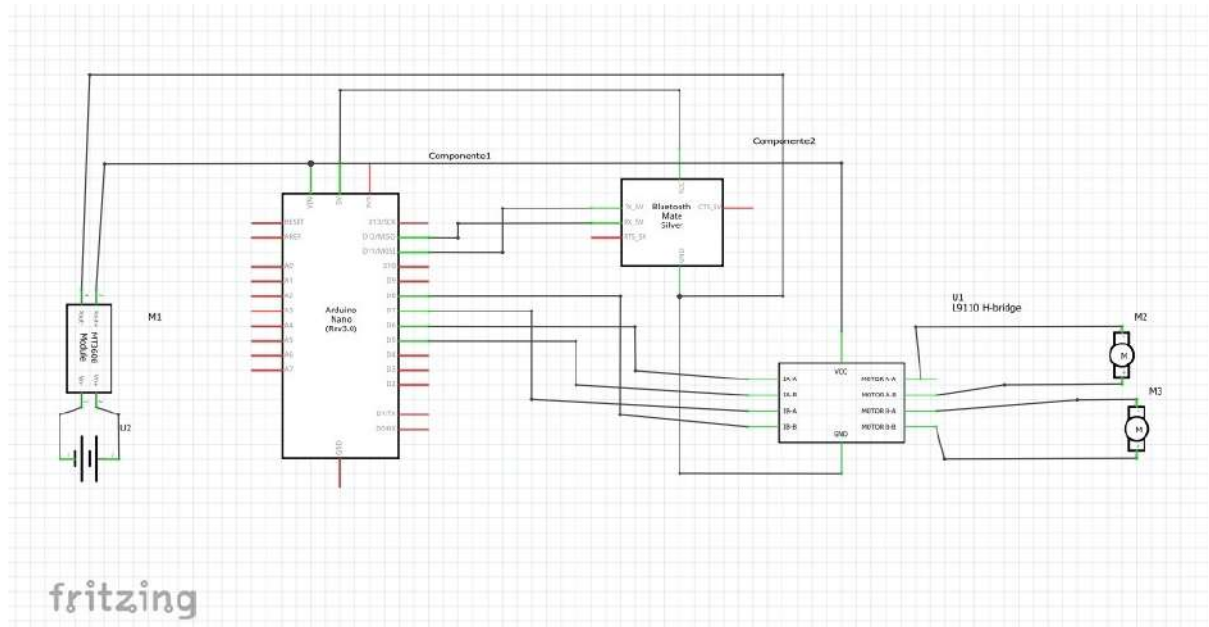 Componente1
Componente2
VIN
5V
3V3
RESET
AREF
A0
A1
A2
A3
A4
A5
A6
A7
Arduino
Nano
(Rev3.0)
D13/SCK
D12/MISO
D11/MOSI
D10
D9
D8
D7
D6
D5
D4
D3
D2
D1/TX
D0/RX
GND
VCC
Bluetooth
Mate
Silver
TX_5V
RX_5V
RTS_5V
CTS_5V
GND
M1
MT3608
Module
U2
U1
L9110 H-bridge
VCC
IA-A
IA-B
IB-A
IB-B
MOTOR A-A
MOTOR A-B
MOTOR B-A
MOTOR B-B
GND
M2
M
M3
M
fritzing